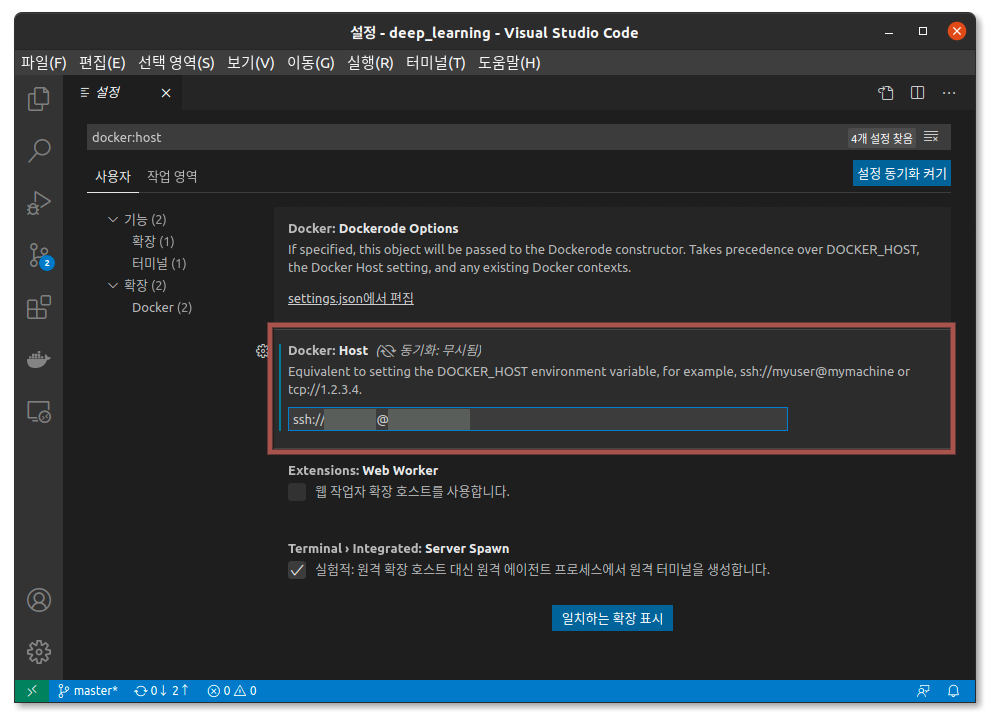 설정 - deep_learning - Visual Studio Code
파일(F) 편집(E) 선택 영역(S) 보기(V) 이동(G) 실행(R) 터미널(T) 도움말(H)
설정
docker:host
4개 설정 찾음
사용자 작업 영역
설정 동기화 켜기
기능 (2)
확장 (1)
터미널 (1)
확장 (2)
Docker (2)
Docker: Dockerode Options
If specified, this object will be passed to the Dockerode constructor. Takes precedence over DOCKER_HOST,
the Docker Host setting, and any existing Docker contexts.
settings.json에서 편집
Docker: Host (동기화: 무시됨)
Equivalent to setting the DOCKER_HOST environment variable, for example, ssh://myuser@mymachine or
tcp://1.2.3.4.
ssh:// @
Extensions: Web Worker
웹 작업자 확장 호스트를 사용합니다.
Terminal › Integrated: Server Spawn
실험적: 원격 확장 호스트 대신 원격 에이전트 프로세스에서 원격 터미널을 생성합니다.
일치하는 확장 표시
2
master* 0↓ 2↑ 0 0